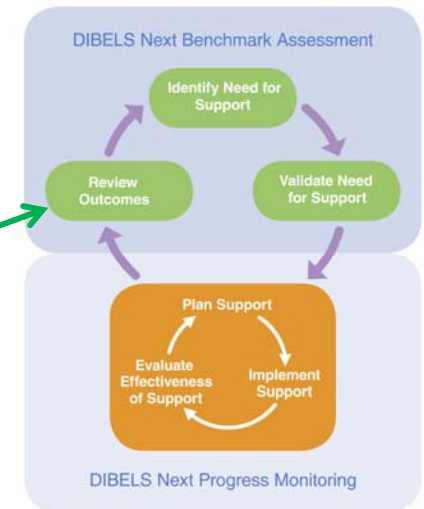 DIBELS Next Benchmark Assessment
Identify Need for
Support
Review
Outcomes
Validate Need
for Support
Plan Support
Evaluate
Effectiveness
of Support
Implement
Support
DIBELS Next Progress Monitoring